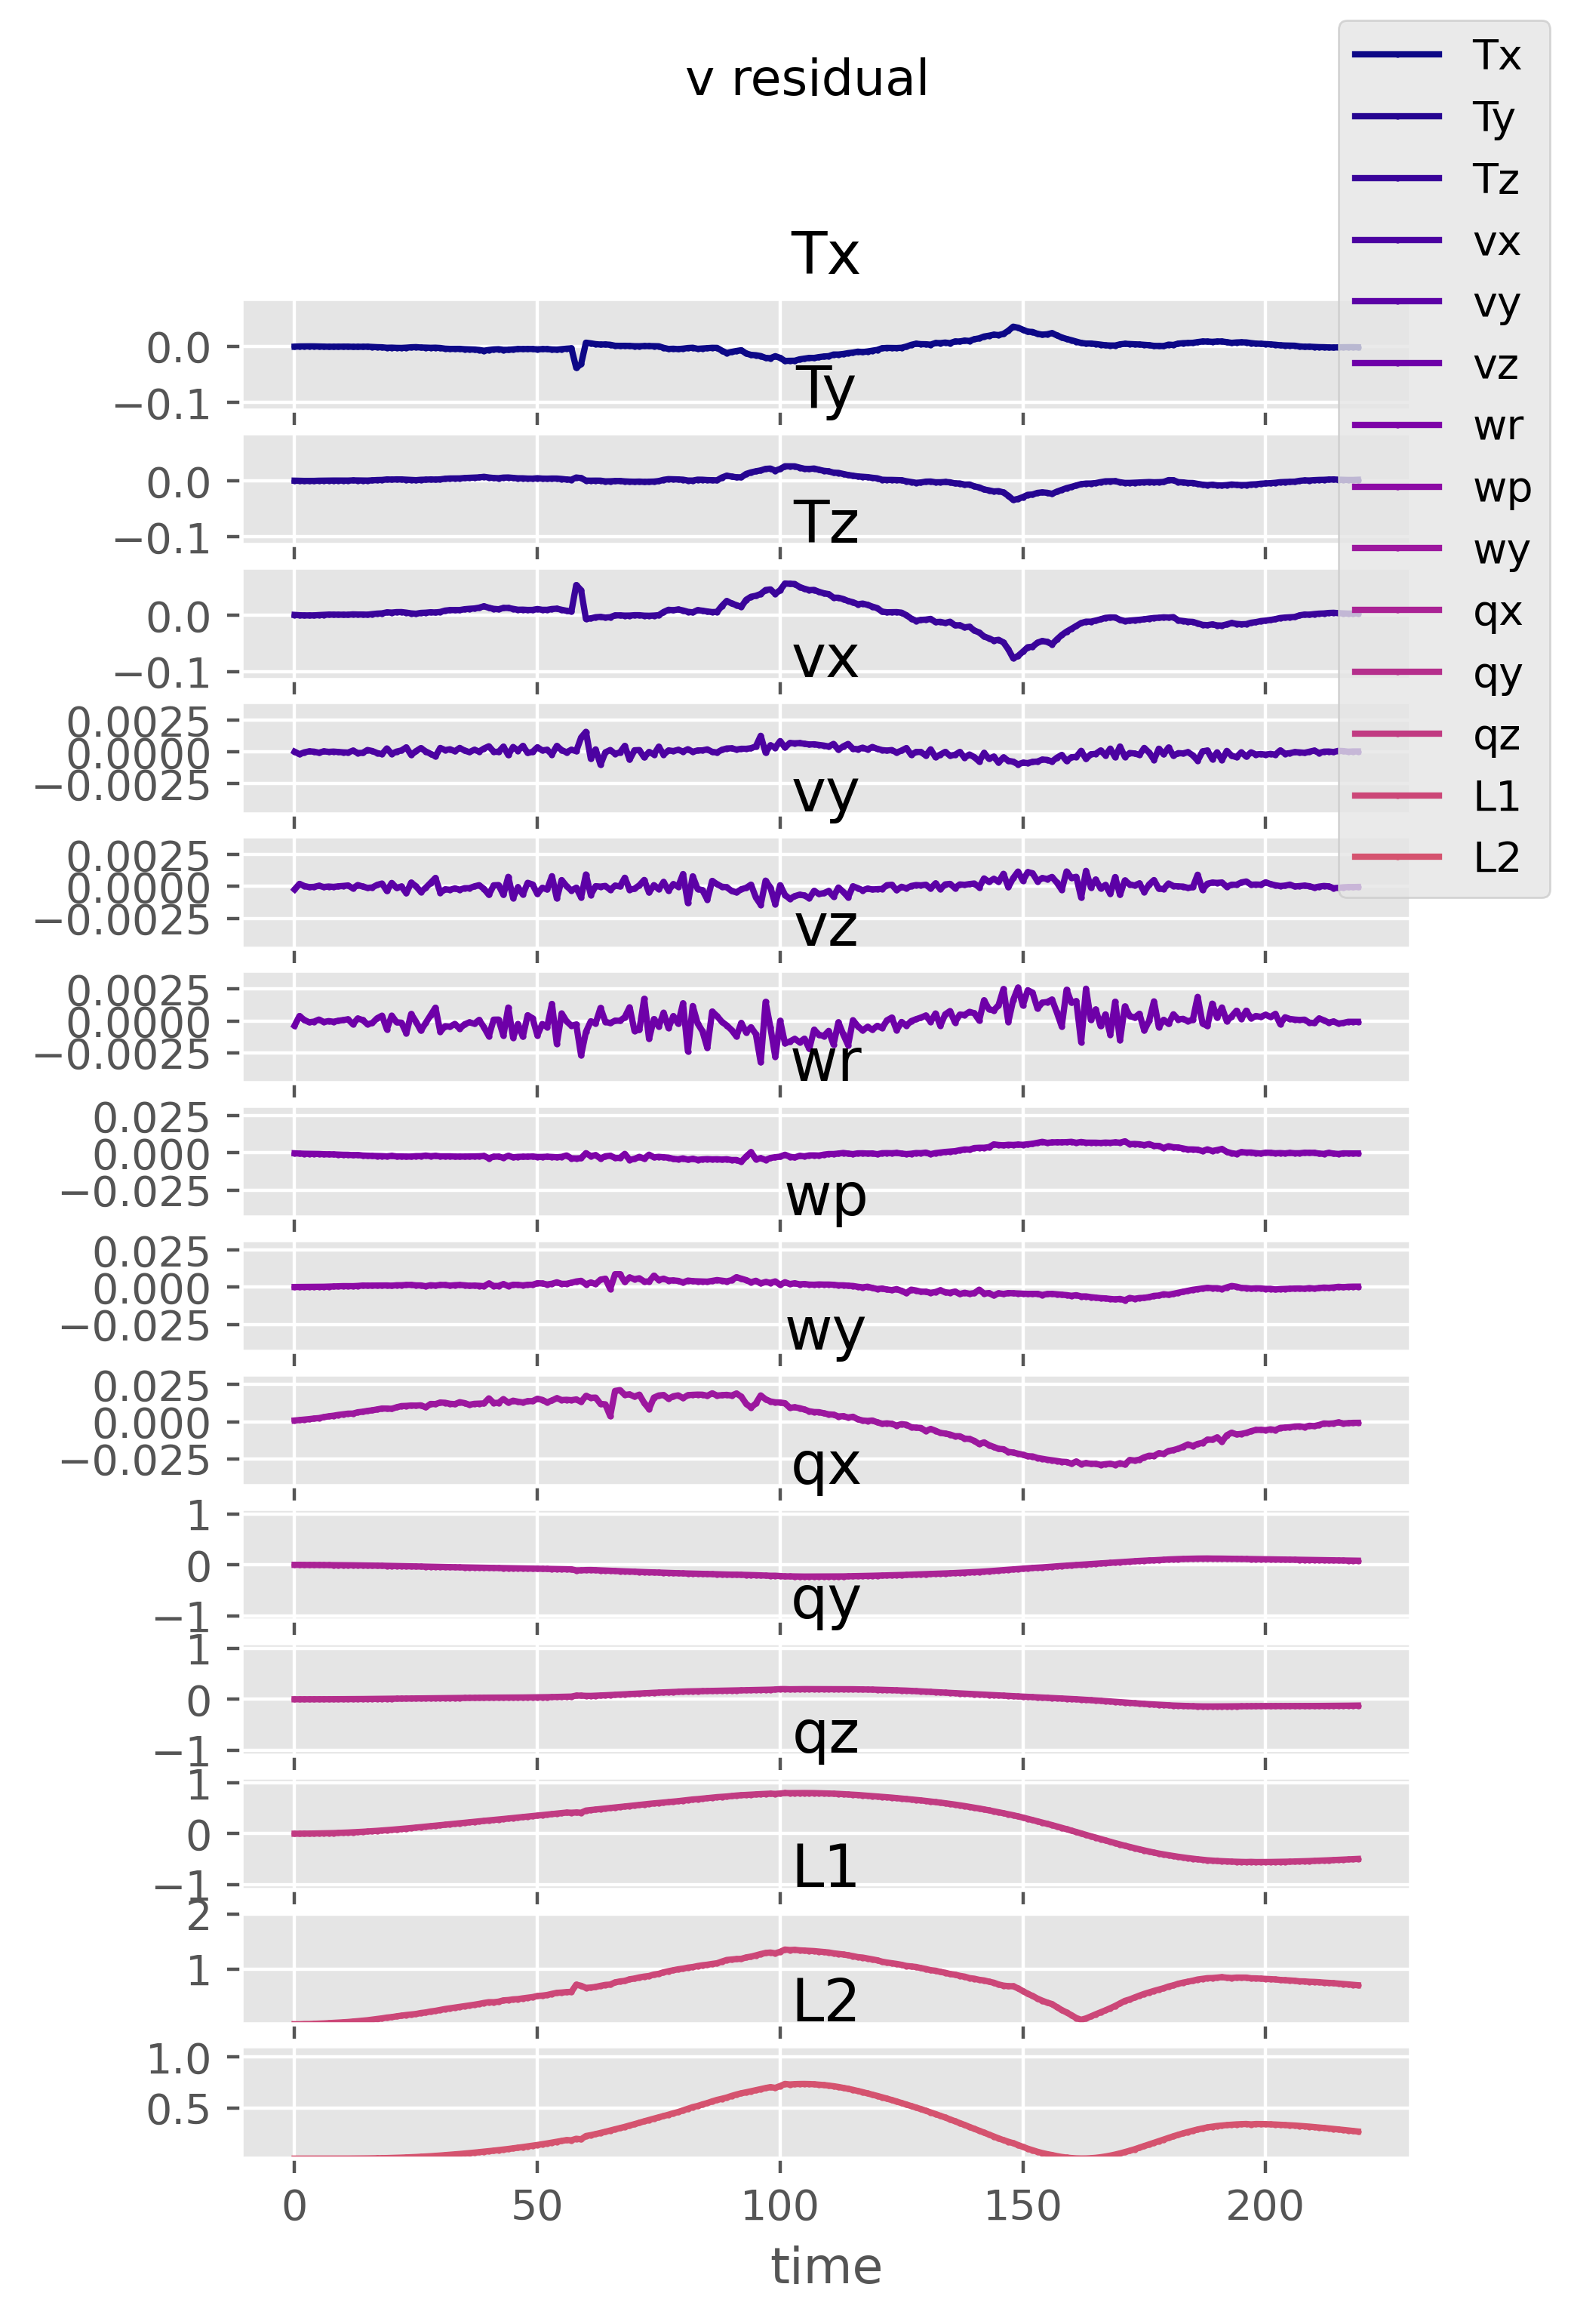 v residual
Tx
Ty
Tz
vx
vy
vz
wr
wp
wy
qx
qy
qz
L1
L2
Tx
0.0
−0.1
Ty
0.0
−0.1
Tz
0.0
−0.1
vx
0.0025
0.0000
−0.0025
vy
0.0025
0.0000
−0.0025
vz
0.0025
0.0000
−0.0025
wr
0.025
0.000
−0.025
wp
0.025
0.000
−0.025
wy
0.025
0.000
−0.025
qx
1
0
−1
qy
1
0
−1
qz
1
0
−1
L1
2
1
L2
1.0
0.5
0 50 100 150 200
time